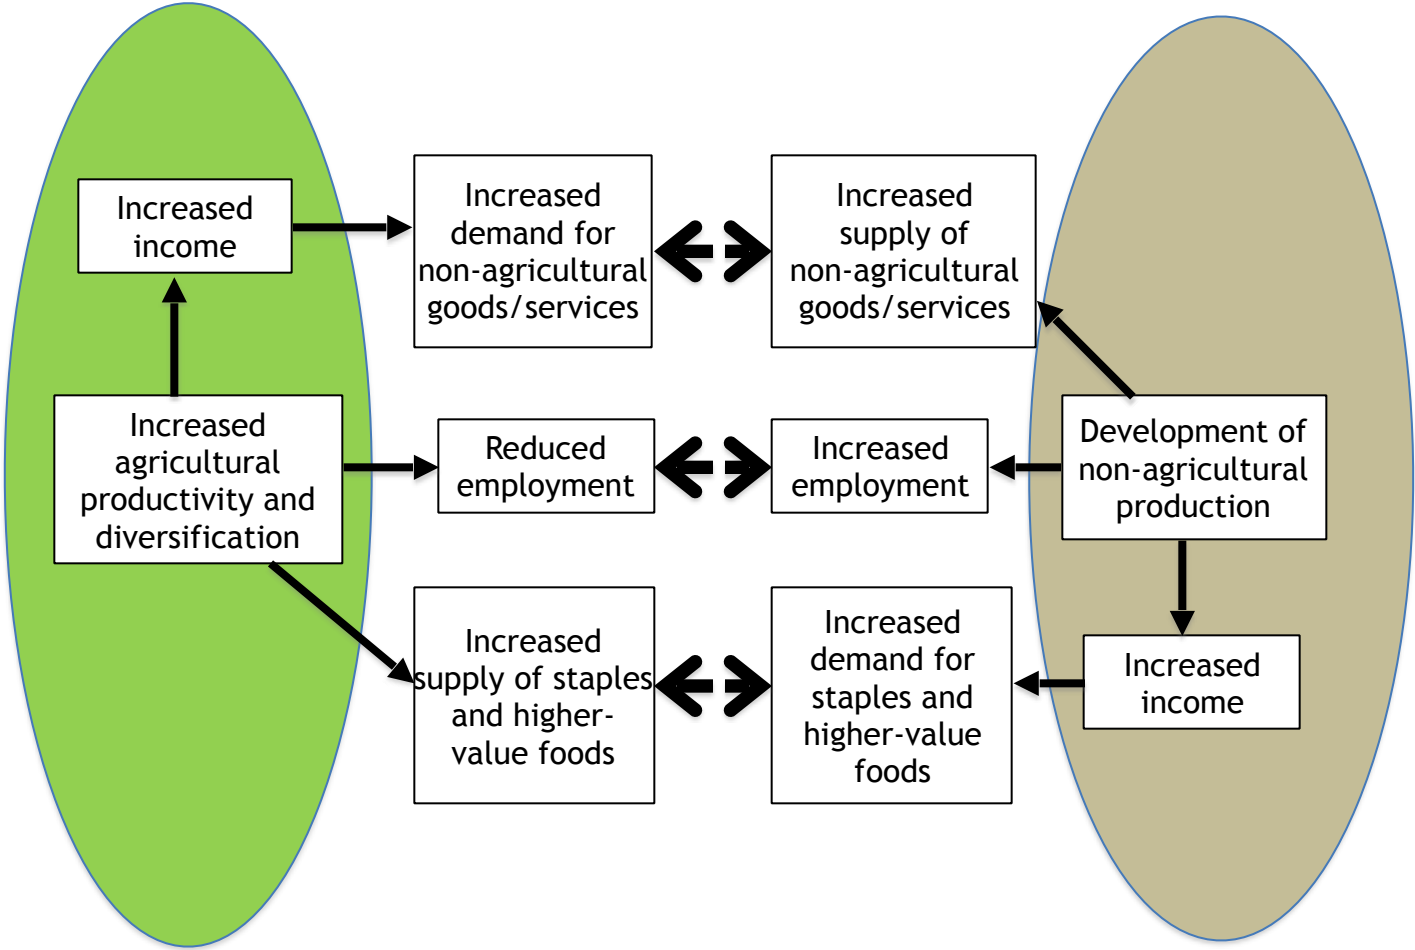 Increased
income
Increased
demand for
non-agricultural
goods/services
Increased
supply of
non-agricultural
goods/services
Increased
agricultural
productivity and
diversification
Reduced
employment
Increased
employment
Development of
non-agricultural
production
Increased
supply of staples
and higher-
value foods
Increased
demand for
staples and
higher-value
foods
Increased
income